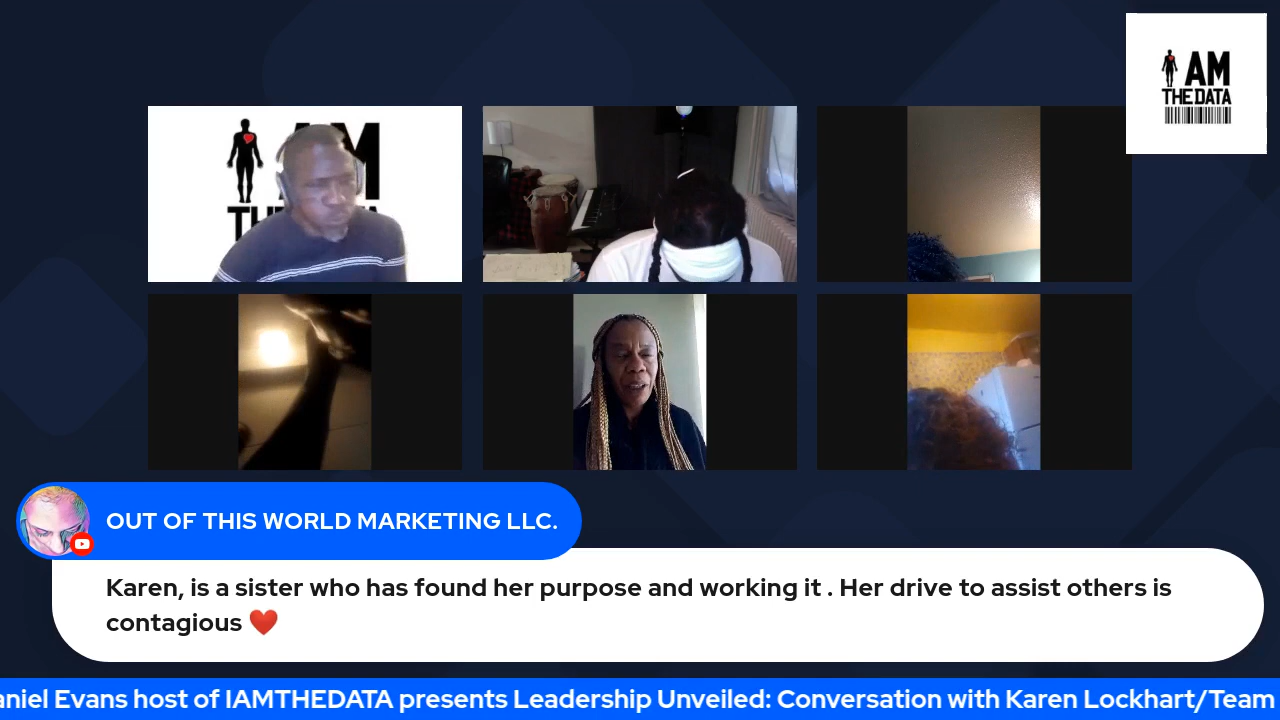 I AM
THE DATA
AM
OUT OF THIS WORLD MARKETING LLC.
Karen, is a sister who has found her purpose and working it . Her drive to assist others is
contagious ❤️
aniel Evans host of IAMTHEDATA presents Leadership Unveiled: Conversation with Karen Lockhart/Team